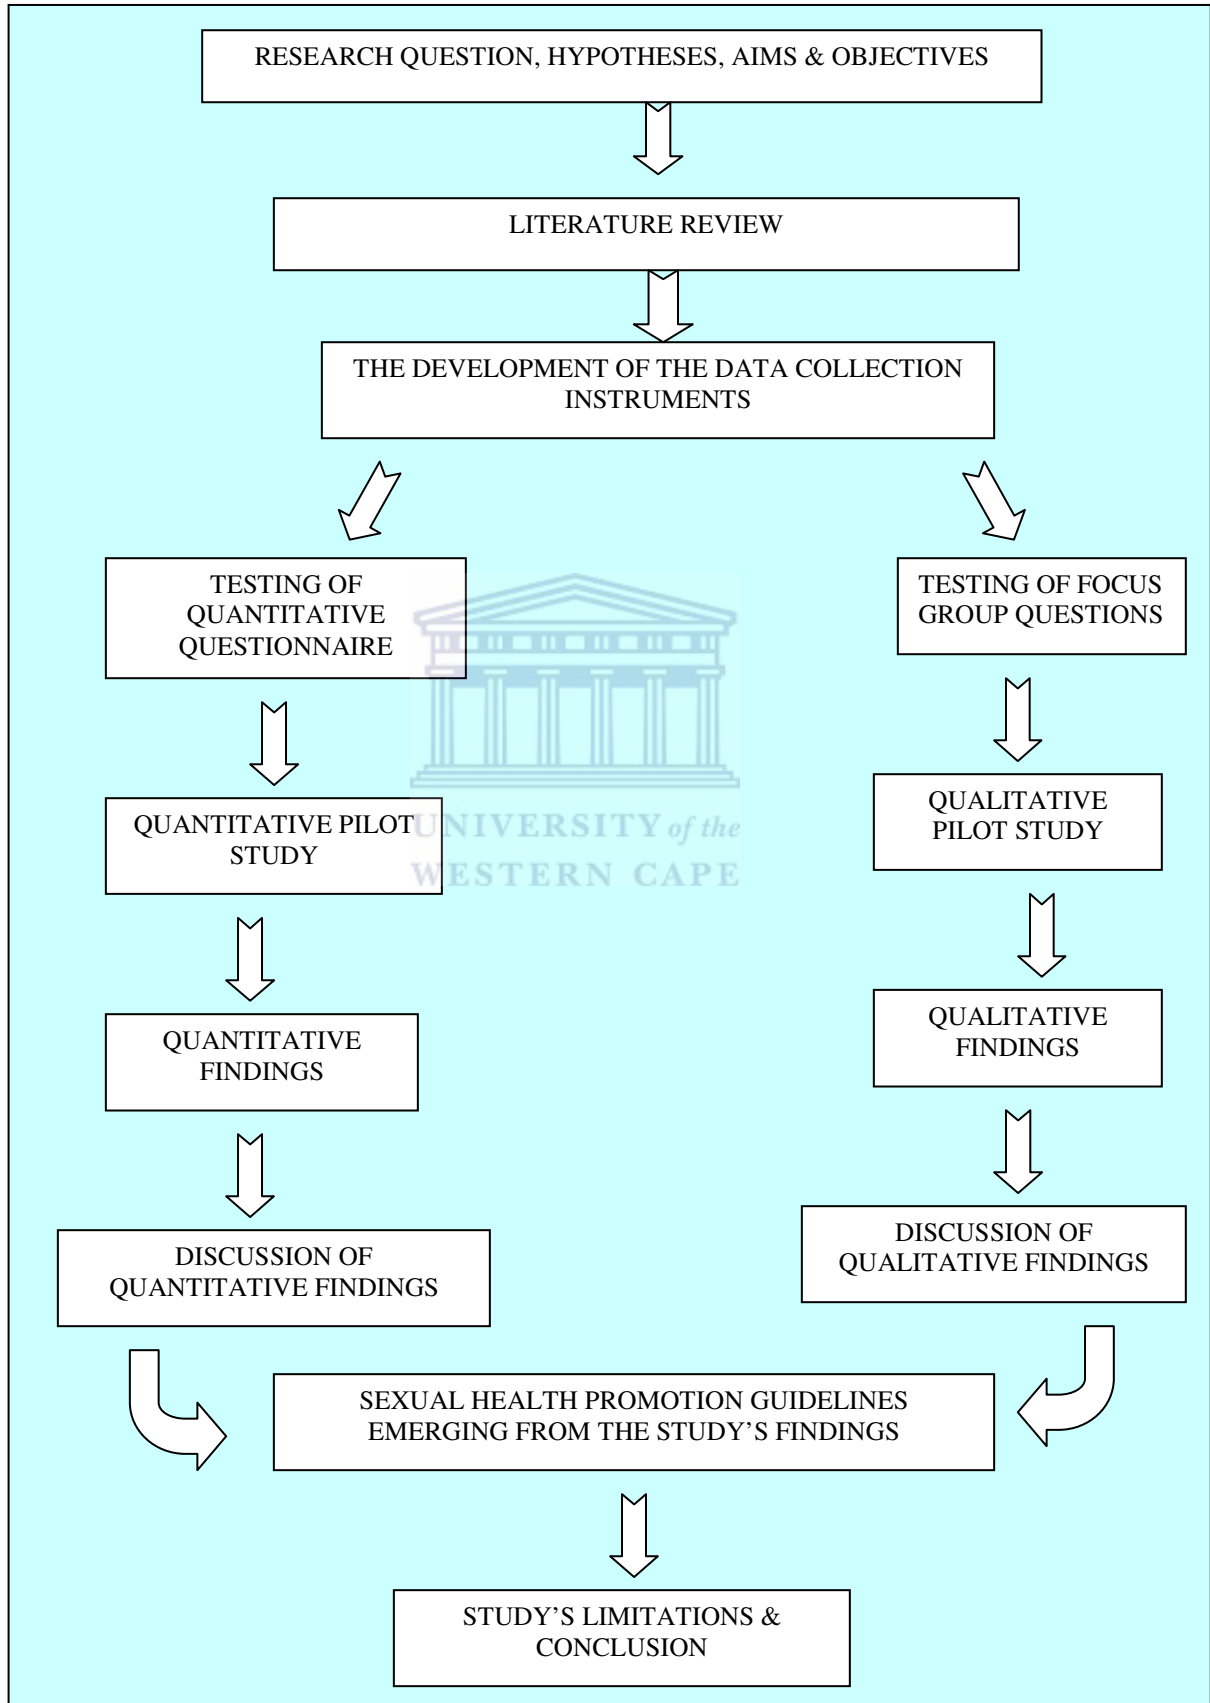 RESEARCH QUESTION, HYPOTHESES, AIMS & OBJECTIVES
LITERATURE REVIEW
THE DEVELOPMENT OF THE DATA COLLECTION
INSTRUMENTS
TESTING OF
QUANTITATIVE
QUESTIONNAIRE
TESTING OF FOCUS
GROUP QUESTIONS
QUANTITATIVE PILOT
STUDY
QUALITATIVE
PILOT STUDY
UNIVERSITY of the
WESTERN CAPE
QUANTITATIVE
FINDINGS
QUALITATIVE
FINDINGS
DISCUSSION OF
QUANTITATIVE FINDINGS
DISCUSSION OF
QUALITATIVE FINDINGS
SEXUAL HEALTH PROMOTION GUIDELINES
EMERGING FROM THE STUDY’S FINDINGS
STUDY’S LIMITATIONS &
CONCLUSION